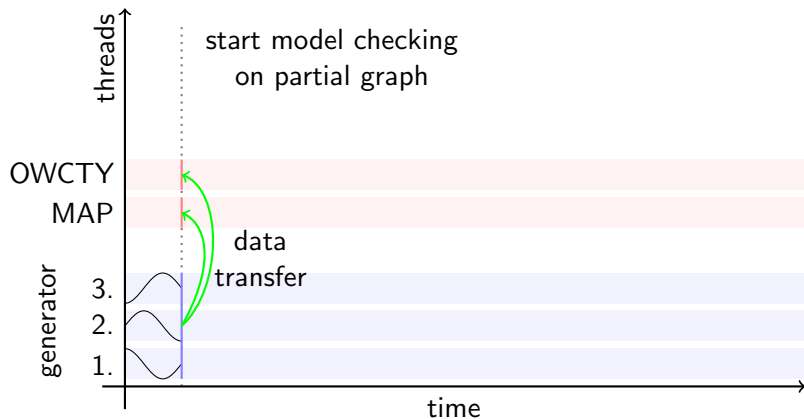 threads
start model checking
on partial graph
OWCTY
MAP
data
transfer
generator
3.
2.
1.
time